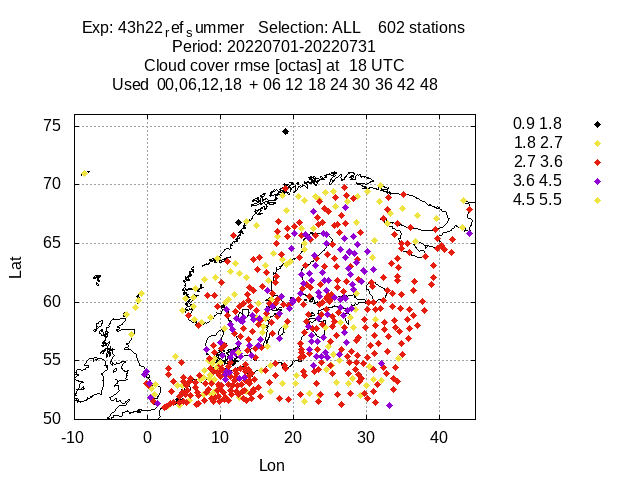 Exp: 43h22refsummer Selection: ALL 602 stations
Period: 20220701-20220731
Cloud cover rmse [octas] at 18 UTC
Used 00,06,12,18 + 06 12 18 24 30 36 42 48
0.9 1.8
1.8 2.7
2.7 3.6
3.6 4.5
4.5 5.5
75
70
65
60
55
50
Lat
-10 0 10 20 30 40
Lon